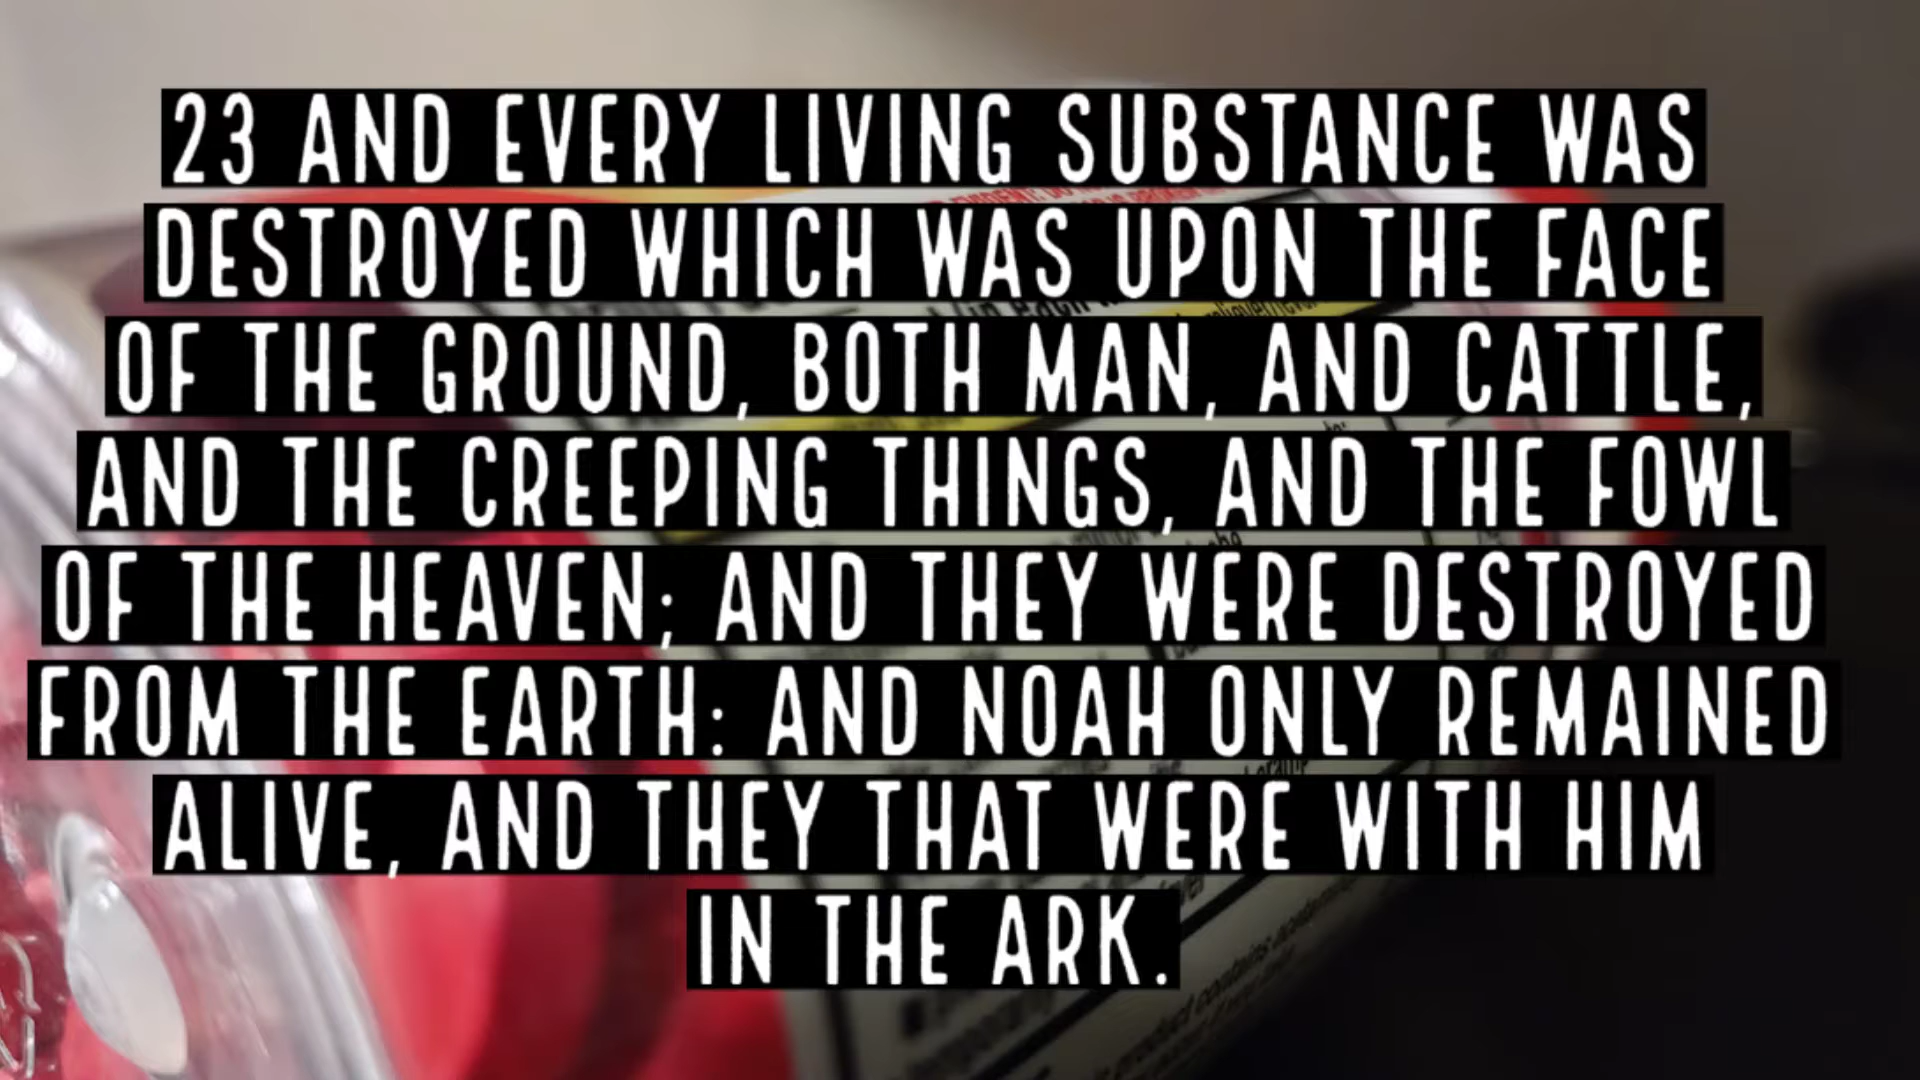 23 AND EVERY LIVING SUBSTANCE WAS
DESTROYED WHICH WAS UPON THE FACE
OF THE GROUND, BOTH MAN, AND CATTLE,
AND THE CREEPING THINGS, AND THE FOWL
OF THE HEAVEN; AND THEY WERE DESTROYED
FROM THE EARTH: AND NOAH ONLY REMAINED
ALIVE, AND THEY THAT WERE WITH HIM
IN THE ARK.
product contains